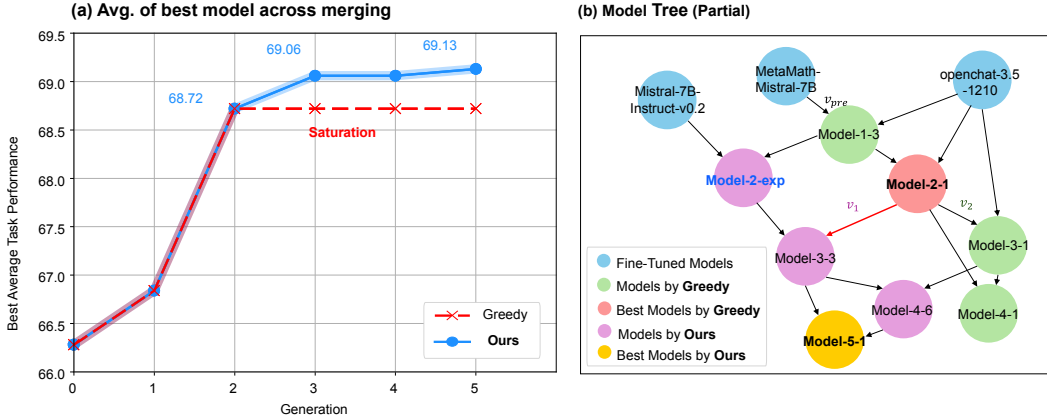 (a) Avg. of best model across merging
69.5
69.0
68.5
68.0
67.5
67.0
66.5
66.0
Best Average Task Performance
68.72
69.06
69.13
Saturation
Greedy
Ours
0
1
2
3
4
5
Generation
(b) Model Tree (Partial)
Mistral-7B-
Instruct-v0.2
MetaMath-
Mistral-7B
openchat-3.5
-1210
v_pre
Model-1-3
Model-2-exp
Model-2-1
v_1
v_2
Model-3-3
Model-3-1
Model-4-6
Model-4-1
Model-5-1
Fine-Tuned Models
Models by Greedy
Best Models by Greedy
Models by Ours
Best Models by Ours